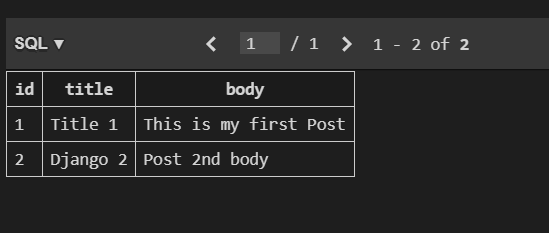 SQL ▼ < 1 / 1 > 1 - 2 of 2
id title body
1 Title 1 This is my first Post
2 Django 2 Post 2nd body